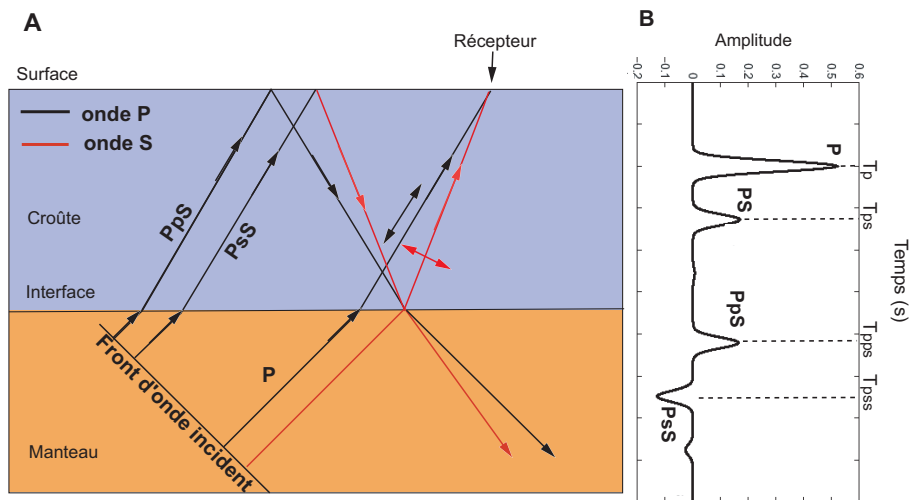 A
Récepteur
Surface
onde P
onde S
PpS
PsS
Croûte
Interface
Front d'onde incident
P
Manteau
B
Amplitude
-0.2
-0.1
0
0.1
0.2
0.3
0.4
0.5
0.6
P
Tp
PS
Tps
Temps (s)
PpS
Tpps
PsS
Tpss